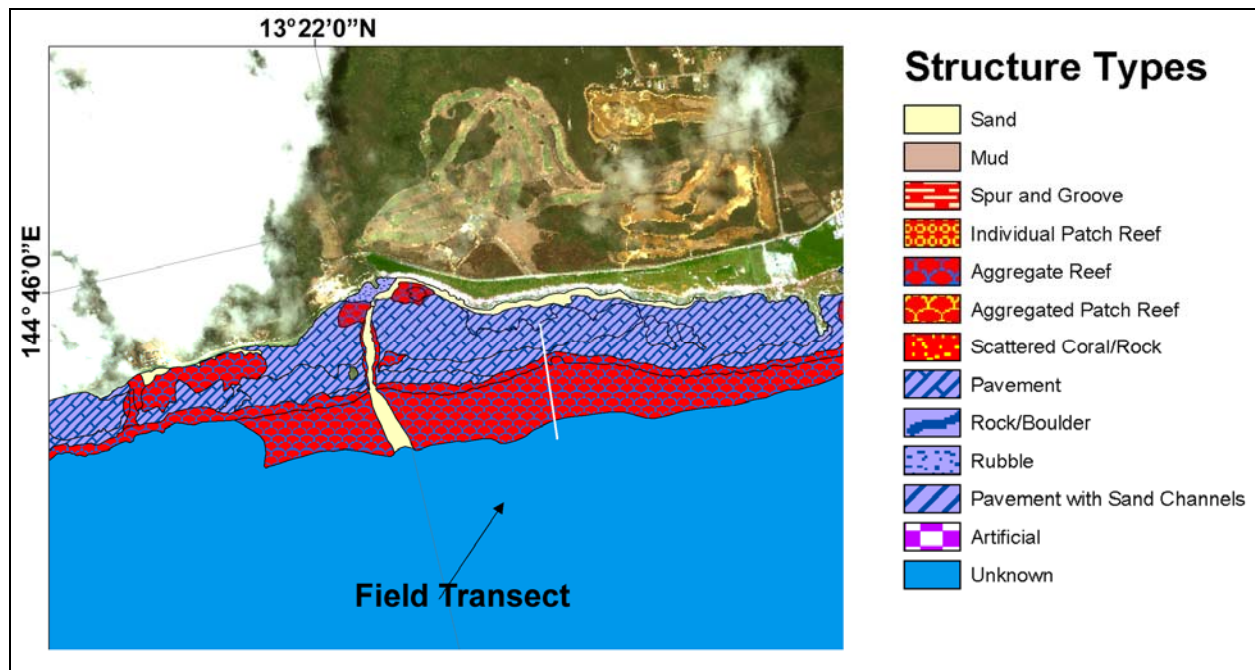 13°22’0”N
144°46’0”E
Field Transect
Structure Types
Sand
Mud
Spur and Groove
Individual Patch Reef
Aggregate Reef
Aggregated Patch Reef
Scattered Coral/Rock
Pavement
Rock/Boulder
Rubble
Pavement with Sand Channels
Artificial
Unknown